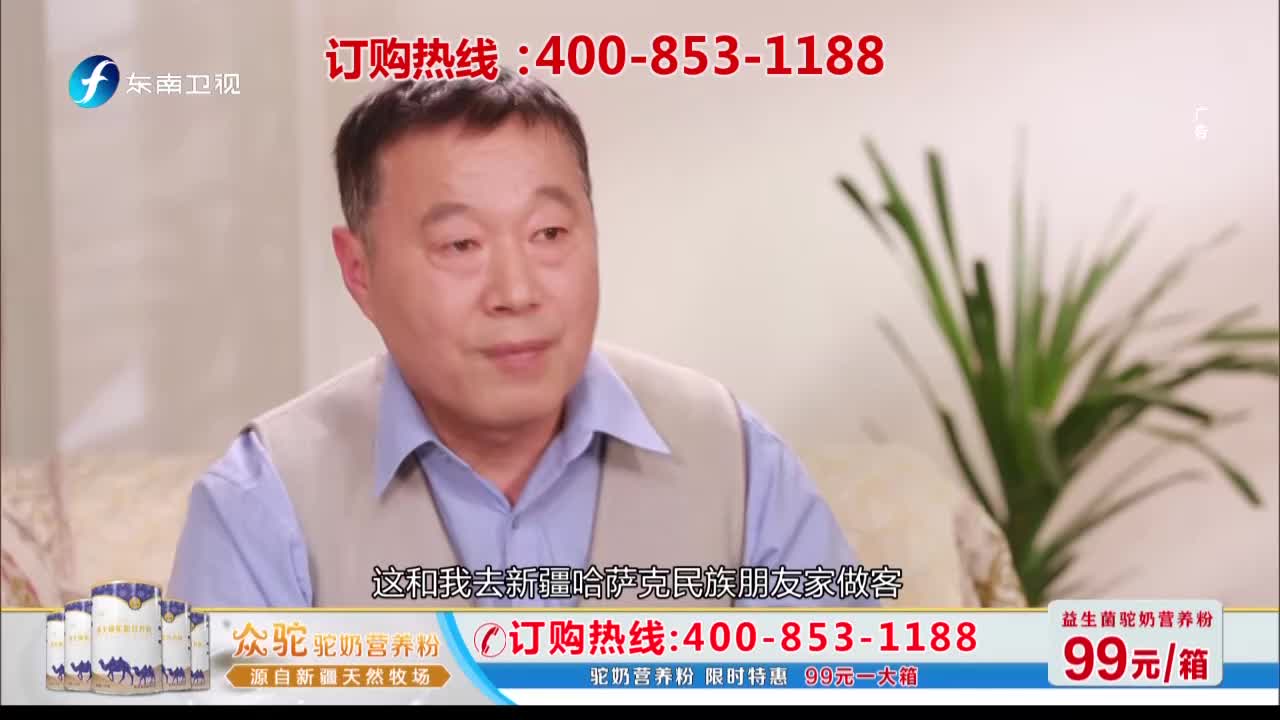 订购热线:400-853-1188
东南卫视
广告
这和我去新疆哈萨克民族朋友家做客
众驼 驼奶营养粉
源自新疆天然牧场
订购热线:400-853-1188
驼奶营养粉 限时特惠 99元一大箱
益生菌驼奶营养粉
99元/箱